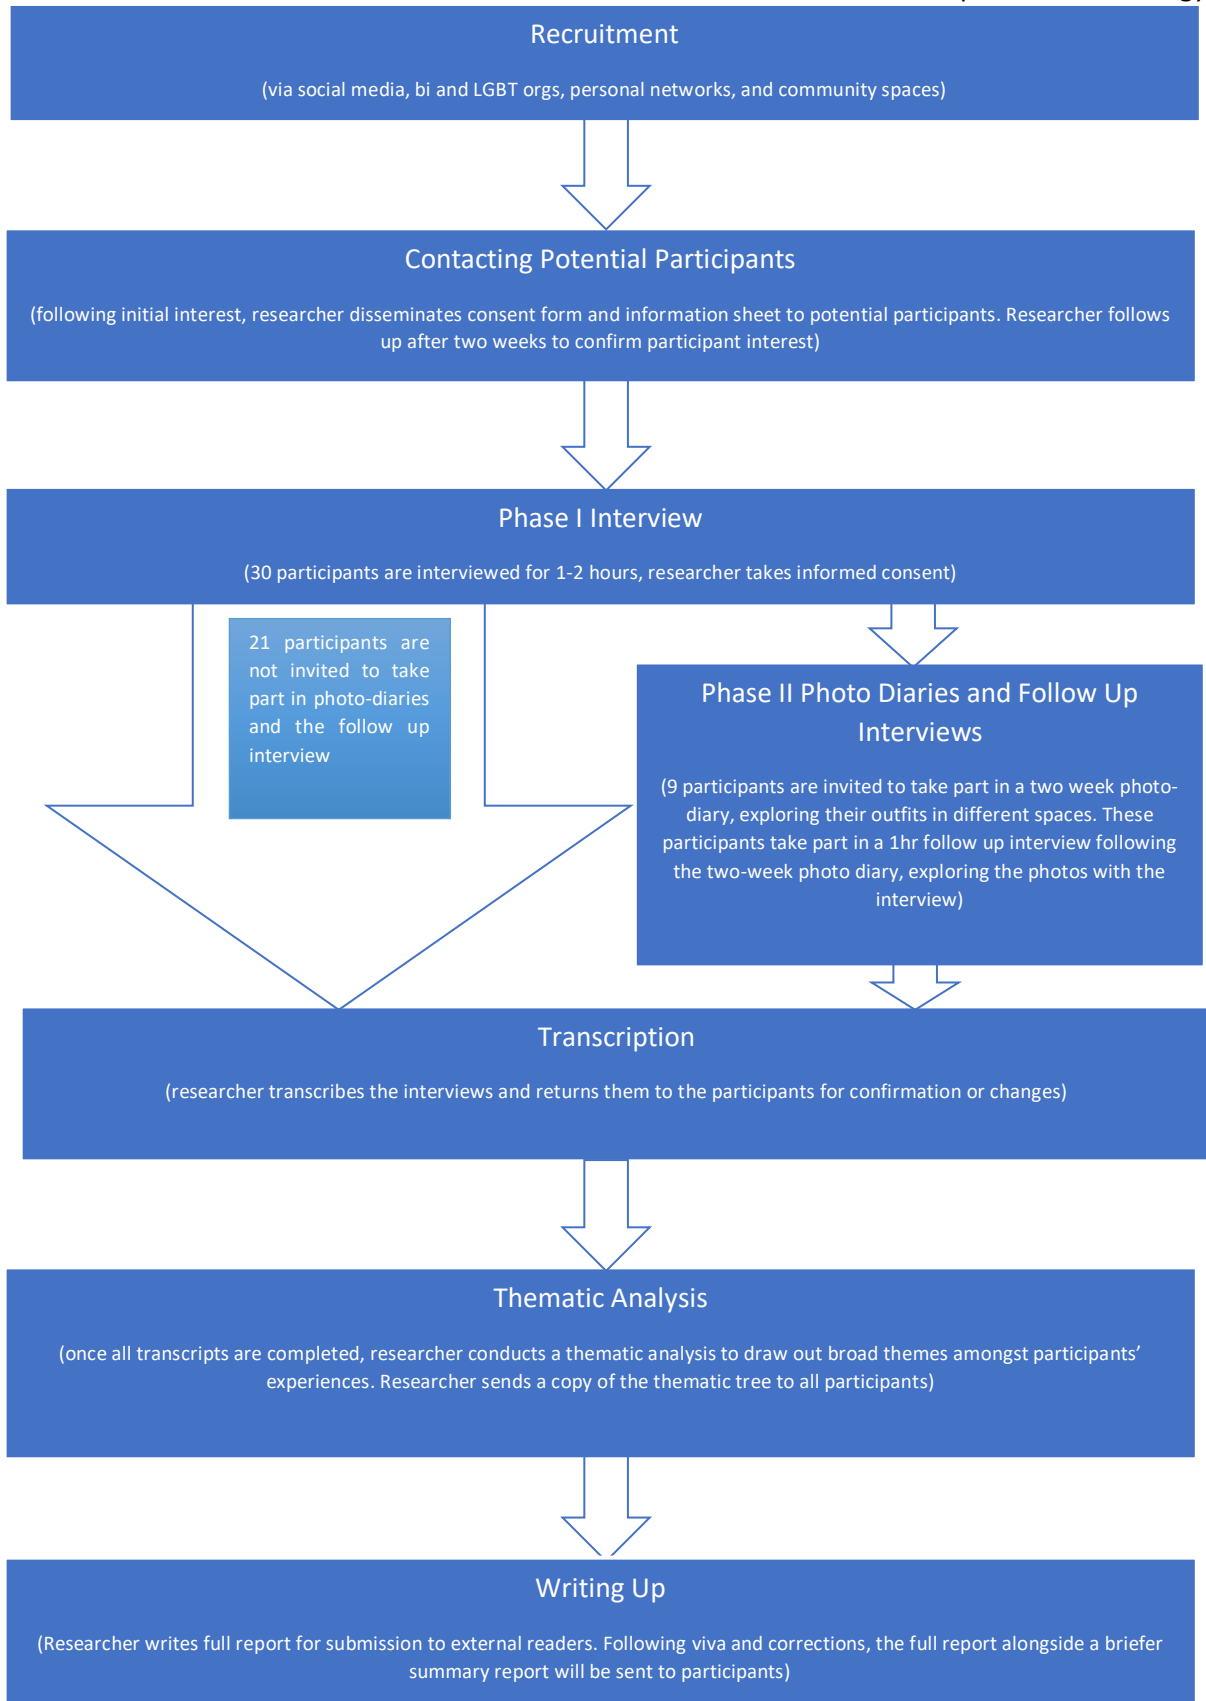 Recruitment
(via social media, bi and LGBT orgs, personal networks, and community spaces)
Contacting Potential Participants
(following initial interest, researcher disseminates consent form and information sheet to potential participants. Researcher follows
up after two weeks to confirm participant interest)
Phase I Interview
(30 participants are interviewed for 1-2 hours, researcher takes informed consent)
21 participants are
not invited to take
part in photo-diaries
and the follow up
interview
Phase II Photo Diaries and Follow Up
Interviews
(9 participants are invited to take part in a two week photo-
diary, exploring their outfits in different spaces. These
participants take part in a 1hr follow up interview following
the two-week photo diary, exploring the photos with the
interview)
Transcription
(researcher transcribes the interviews and returns them to the participants for confirmation or changes)
Thematic Analysis
(once all transcripts are completed, researcher conducts a thematic analysis to draw out broad themes amongst participants’
experiences. Researcher sends a copy of the thematic tree to all participants)
Writing Up
(Researcher writes full report for submission to external readers. Following viva and corrections, the full report alongside a briefer
summary report will be sent to participants)